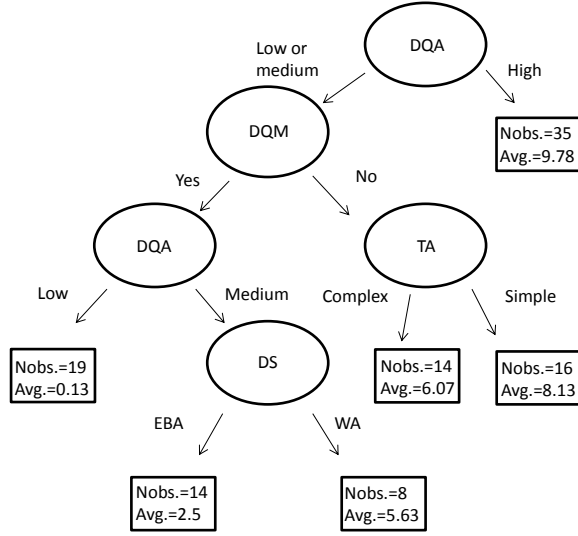 DQA
Low or
medium
High
DQM
Nobs.=35
Avg.=9.78
Yes
No
DQA
TA
Low
Medium
Complex
Simple
Nobs.=19
Avg.=0.13
DS
Nobs.=14
Avg.=6.07
Nobs.=16
Avg.=8.13
EBA
WA
Nobs.=14
Avg.=2.5
Nobs.=8
Avg.=5.63